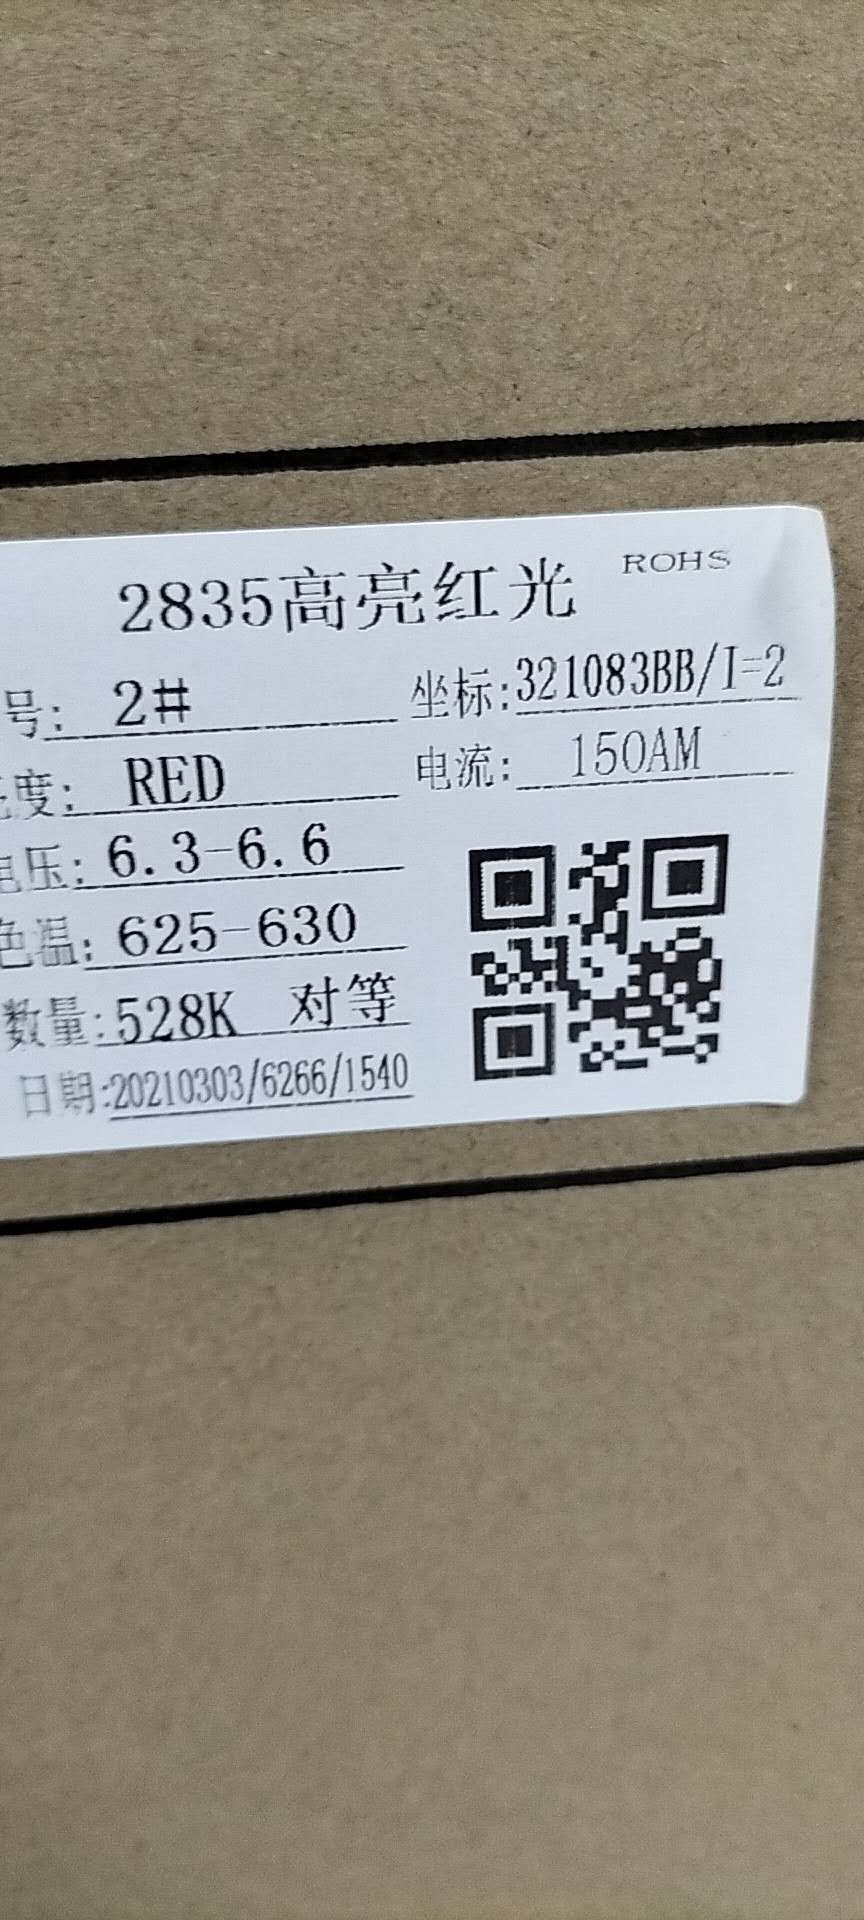 2835高亮红光 ROHS
号: 2# 坐标:321083BB/I=2
度: RED 电流: 150AM
电压: 6.3-6.6
色温: 625-630
数量:528K 对等
日期:20210303/6266/1540